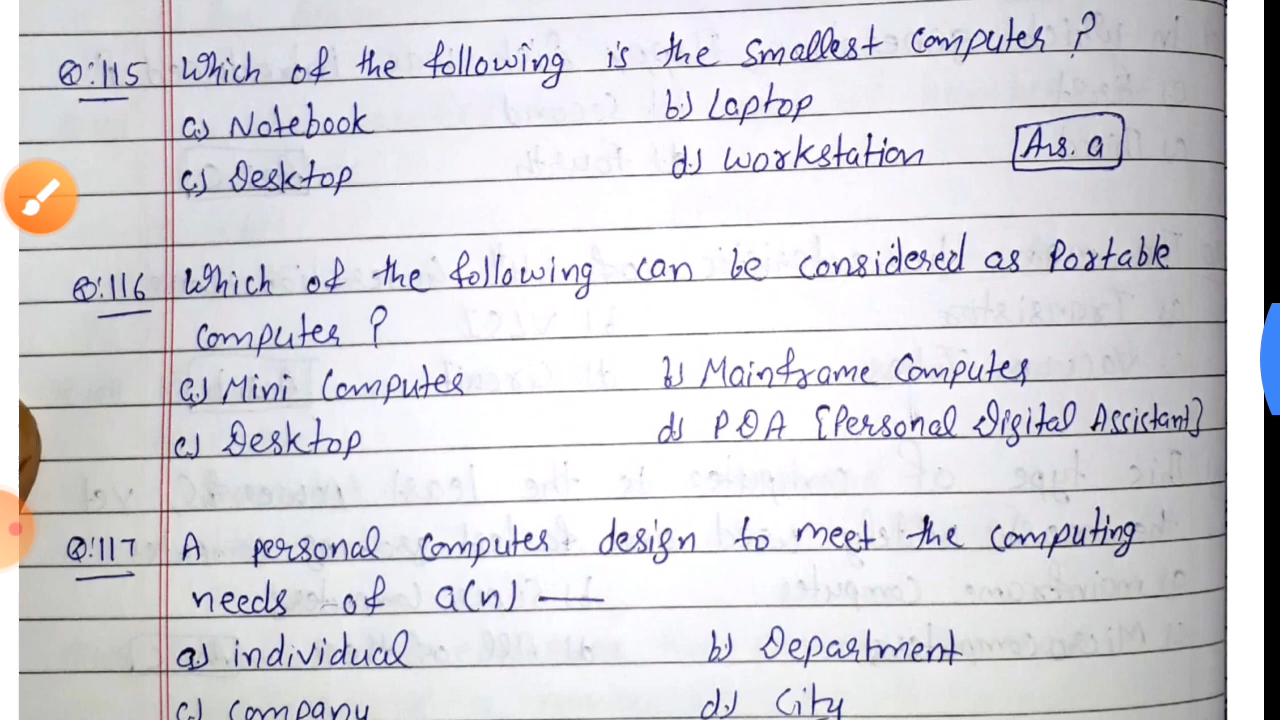 Q:115 Which of the following is the smallest computer ?
a) Notebook b) Laptop
c) Desktop d) workstation Ans. a
Q:116 Which of the following can be considered as Portable
computer ?
a) Mini Computer b) Mainframe Computer
c) Desktop d) PDA [Personal Digital Assistant]
Q:117 A personal computer design to meet the computing
needs of a(n) —
a) individual b) Department
c) company d) City